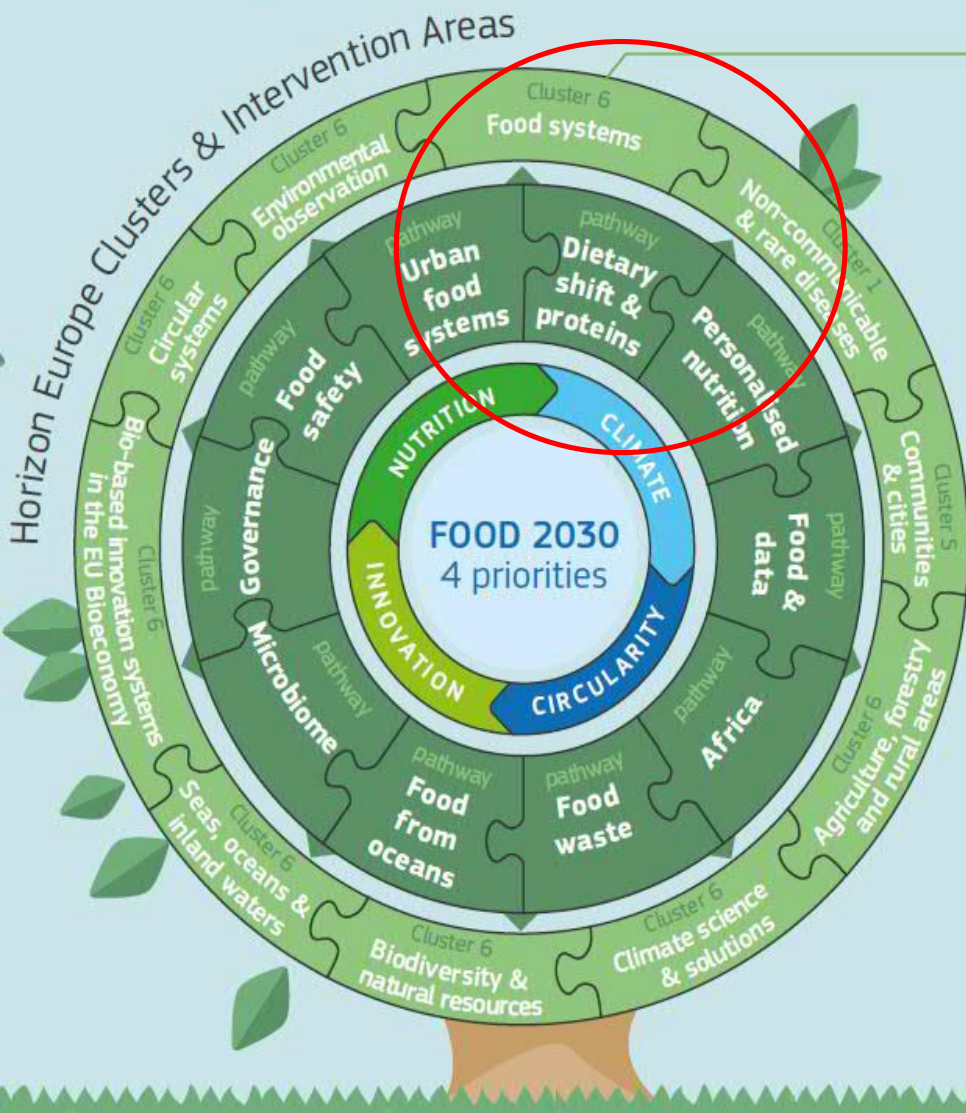 Horizon Europe Clusters & Intervention Areas
Cluster 6
Food systems
Cluster 1
Non-communicable
& rare diseases
Cluster 5
Communities
& cities
Cluster 6
Agriculture, forestry
and rural areas
Cluster 6
Climate science
& solutions
Cluster 6
Biodiversity &
natural resources
Cluster 6
Seas, oceans &
inland waters
Cluster 6
Bio-based innovation systems
in the EU Bioeconomy
Cluster 6
Circular
systems
Cluster 6
Environmental
observation
pathway
Urban
food
systems
pathway
Dietary
shift &
proteins
pathway
Personalised
nutrition
pathway
Food &
data
pathway
Africa
pathway
Food
waste
pathway
Food
from
oceans
pathway
Microbiome
pathway
Governance
pathway
Food
safety
NUTRITION
CLIMATE
CIRCULARITY
INNOVATION
FOOD 2030
4 priorities